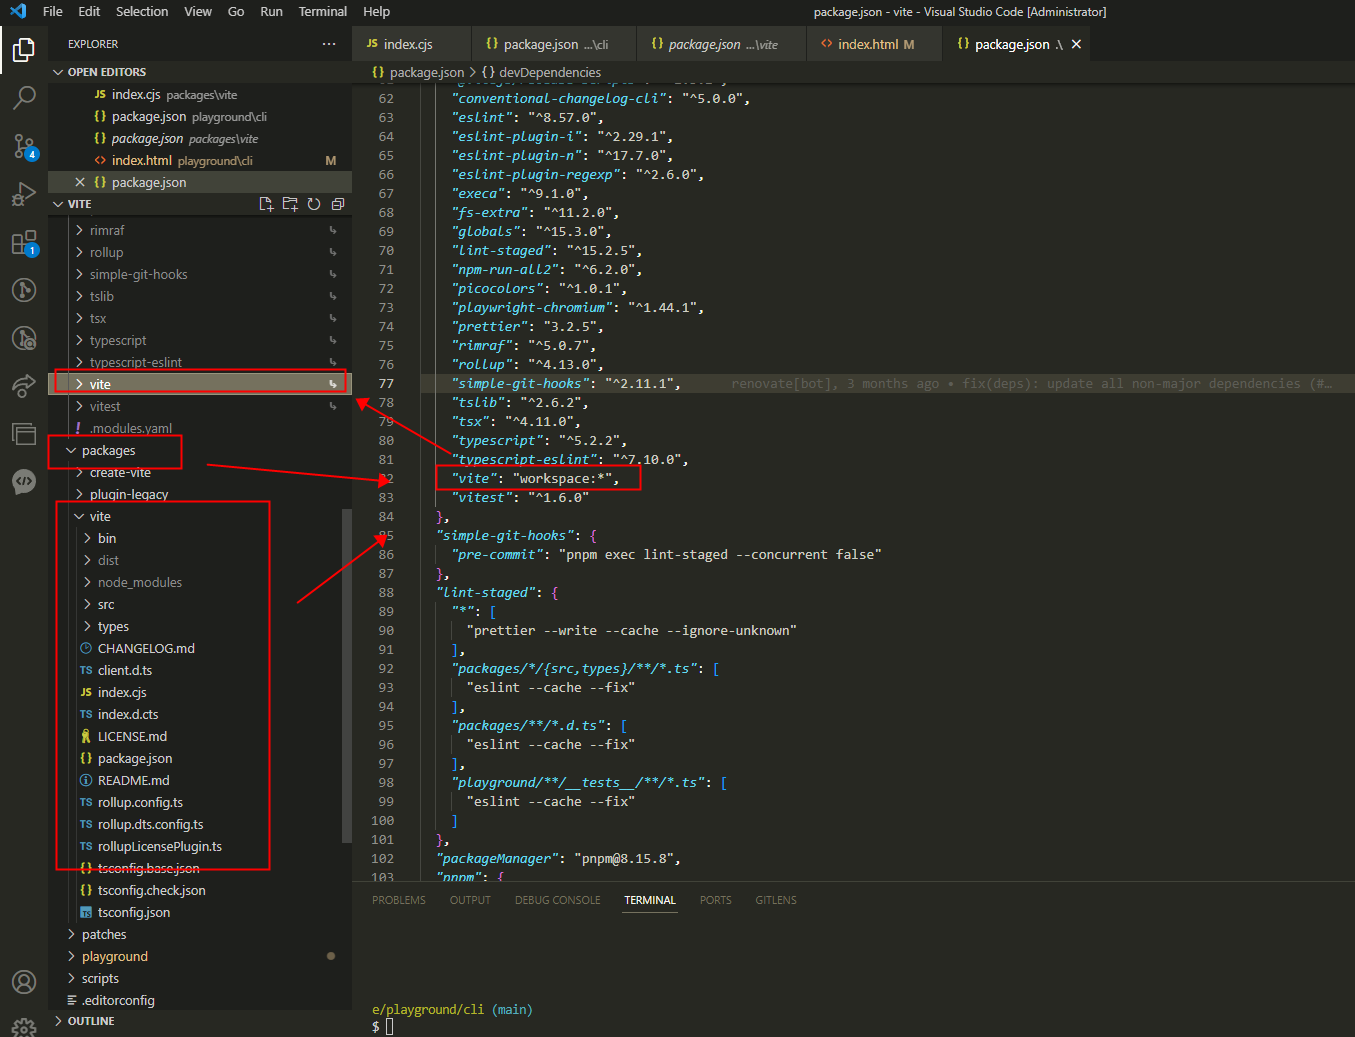 File Edit Selection View Go Run Terminal Help
package.json - vite - Visual Studio Code [Administrator]
EXPLORER
OPEN EDITORS
JS index.cjs packages\vite
{} package.json playground\cli
{} package.json packages\vite
<> index.html playground\cli M
{} package.json
VITE
rimraf
rollup
simple-git-hooks
tslib
tsx
typescript
typescript-eslint
vite
vitest
! .modules.yaml
packages
create-vite
plugin-legacy
vite
bin
dist
node_modules
src
types
CHANGELOG.md
TS client.d.ts
JS index.cjs
TS index.d.cts
LICENSE.md
{} package.json
README.md
TS rollup.config.ts
TS rollup.dts.config.ts
TS rollupLicensePlugin.ts
{} tsconfig.base.json
{} tsconfig.check.json
TS tsconfig.json
patches
playground
scripts
.editorconfig
OUTLINE
4
1
JS index.cjs
{} package.json ...\cli
{} package.json ...\vite
<> index.html M
{} package.json .\
{} package.json > {} devDependencies
62 "conventional-changelog-cli": "^5.0.0",
63 "eslint": "^8.57.0",
64 "eslint-plugin-i": "^2.29.1",
65 "eslint-plugin-n": "^17.7.0",
66 "eslint-plugin-regexp": "^2.6.0",
67 "execa": "^9.1.0",
68 "fs-extra": "^11.2.0",
69 "globals": "^15.3.0",
70 "lint-staged": "^15.2.5",
71 "npm-run-all2": "^6.2.0",
72 "picocolors": "^1.0.1",
73 "playwright-chromium": "^1.44.1",
74 "prettier": "3.2.5",
75 "rimraf": "^5.0.7",
76 "rollup": "^4.13.0",
77 "simple-git-hooks": "^2.11.1", renovate[bot], 3 months ago • fix(deps): update all non-major dependencies (#…
78 "tslib": "^2.6.2",
79 "tsx": "^4.11.0",
80 "typescript": "^5.2.2",
81 "typescript-eslint": "^7.10.0",
82 "vite": "workspace:*",
83 "vitest": "^1.6.0"
84 },
85 "simple-git-hooks": {
86 "pre-commit": "pnpm exec lint-staged --concurrent false"
87 },
88 "lint-staged": {
89 "*": [
90 "prettier --write --cache --ignore-unknown"
91 ],
92 "packages/*/{src,types}/**/*.ts": [
93 "eslint --cache --fix"
94 ],
95 "packages/**/*.d.ts": [
96 "eslint --cache --fix"
97 ],
98 "playground/**/__tests__/**/*.ts": [
99 "eslint --cache --fix"
100 ]
101 },
102 "packageManager": "pnpm@8.15.8",
103 "pnpm": {
PROBLEMS OUTPUT DEBUG CONSOLE TERMINAL PORTS GITLENS
e/playground/cli (main)
$